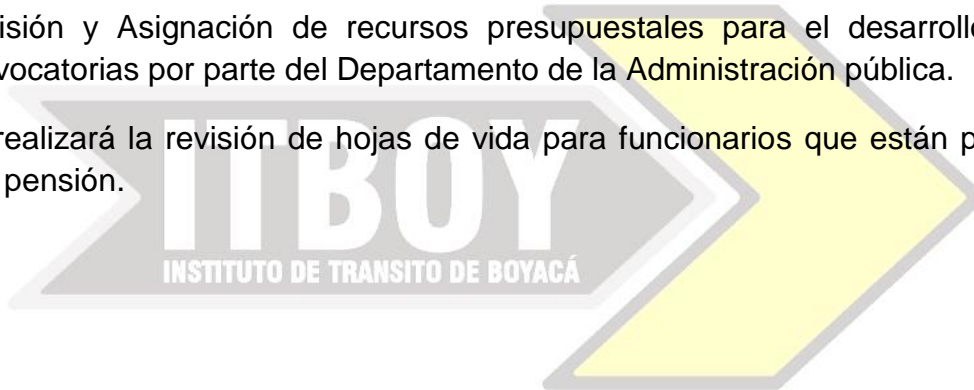 isión y Asignación de recursos presupuestales para el desarrollo
vocatorias por parte del Departamento de la Administración pública.
realizará la revisión de hojas de vida para funcionarios que están p
pensión.
ITBOY
INSTITUTO DE TRANSITO DE BOYACÁ